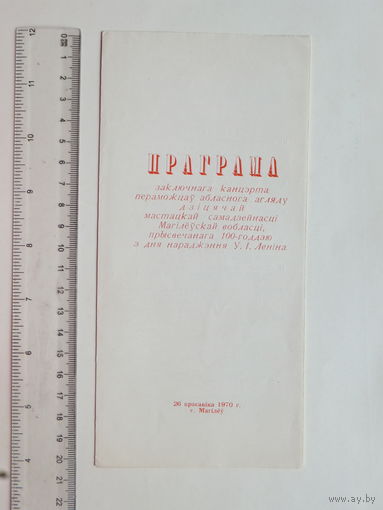 ПРАГРАМА
заключнага канцэрта
пераможцаў абласнога агляду
дзіцячай
мастацкай самадзейнасці
Магілёўскай вобласці,
прысвечанага 100-годдзю
з дня нараджэння У. І. Леніна.
26 красавіка 1970 г.
г. Магілёў
ay.by